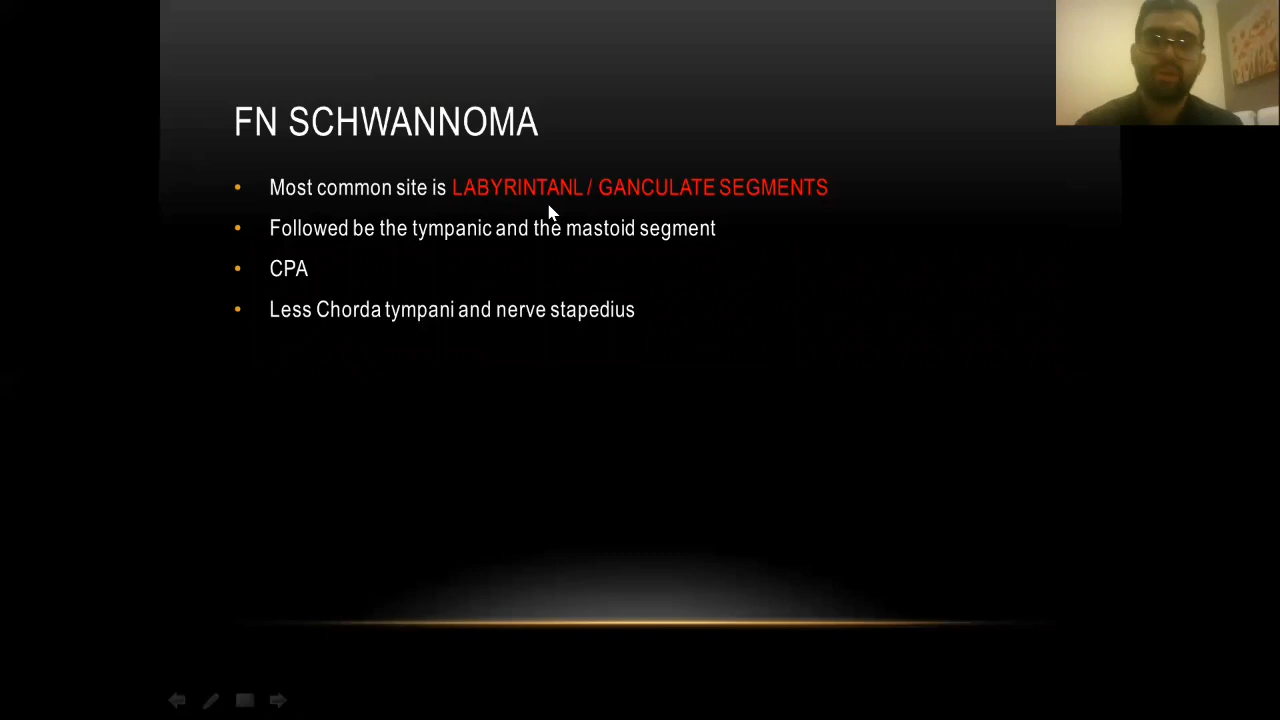 FN SCHWANNOMA
• Most common site is LABYRINTANL / GANCULATE SEGMENTS
• Followed be the tympanic and the mastoid segment
• CPA
• Less Chorda tympani and nerve stapedius